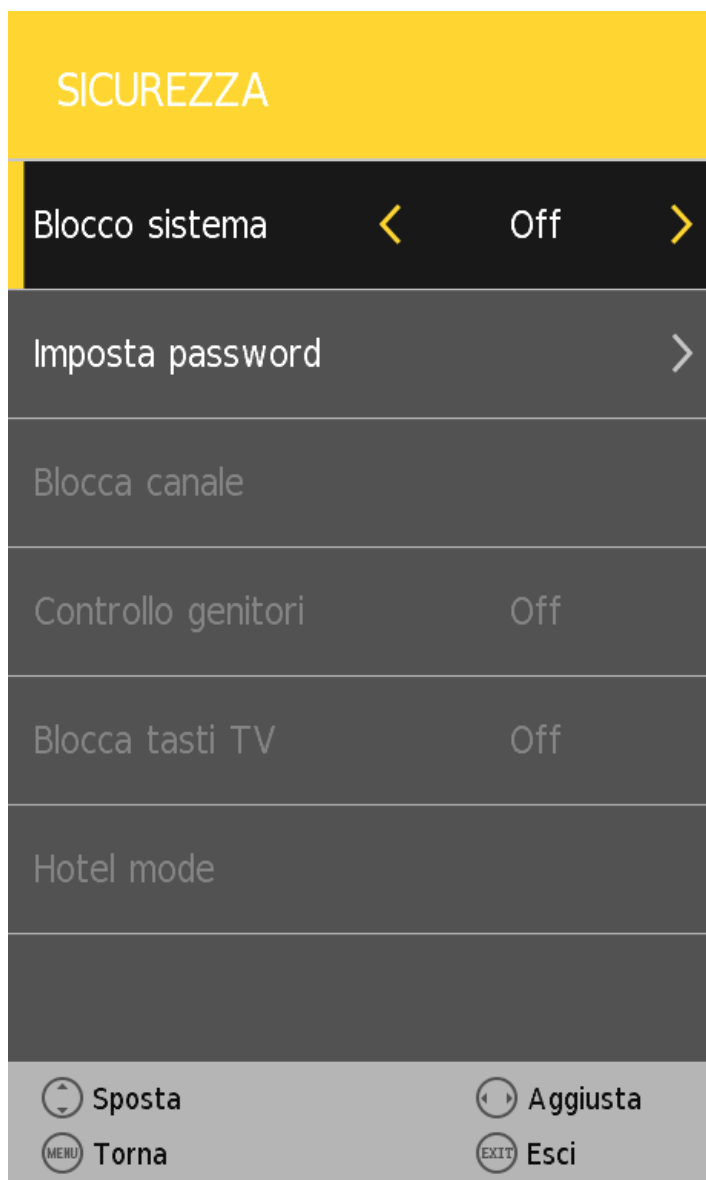 SICUREZZA
Blocco sistema Off
Imposta password
Blocca canale
Controllo genitori Off
Blocca tasti TV Off
Hotel mode
Sposta Aggiusta
MENU Torna EXIT Esci